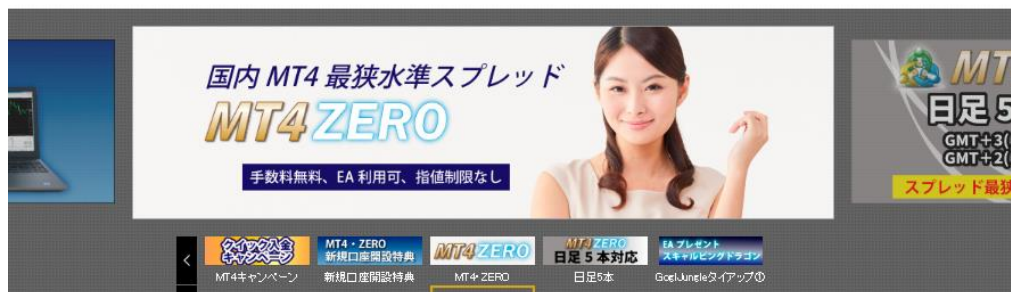 国内 MT4 最狭水準スプレッド
MT4 ZERO
手数料無料、EA 利用可、指値制限なし
MT
日足 5
GMT+3(
GMT+2(
スプレッド最狭
クイック入金
キャンペーン
MT4キャンペーン
MT4・ZERO
新規口座開設特典
新規口座開設特典
MT4 ZERO
MT4・ZERO
MT4 ZERO
日足 5 本対応
日足5本
EA プレゼント
スキャルピングドラゴン
GogoJungleタイアップ①